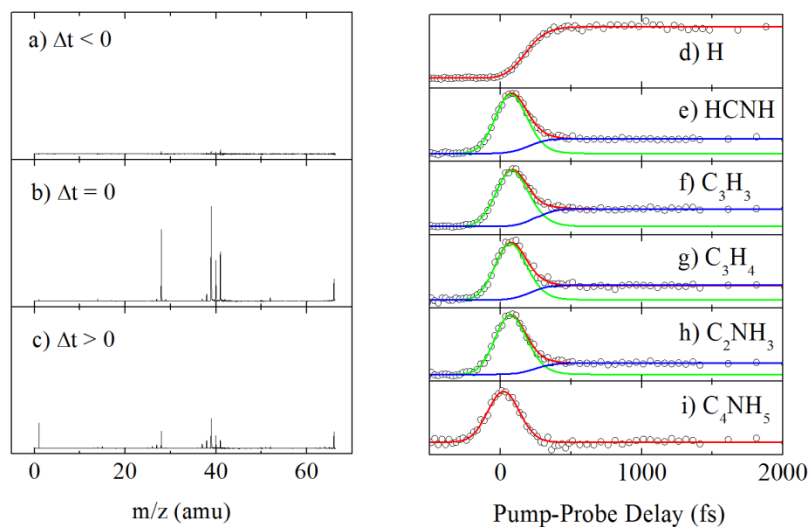 a) Δt < 0
b) Δt = 0
c) Δt > 0
0 20 40 60
m/z (amu)
d) H
e) HCNH
f) C₃H₃
g) C₃H₄
h) C₂NH₃
i) C₄NH₅
0 1000 2000
Pump-Probe Delay (fs)